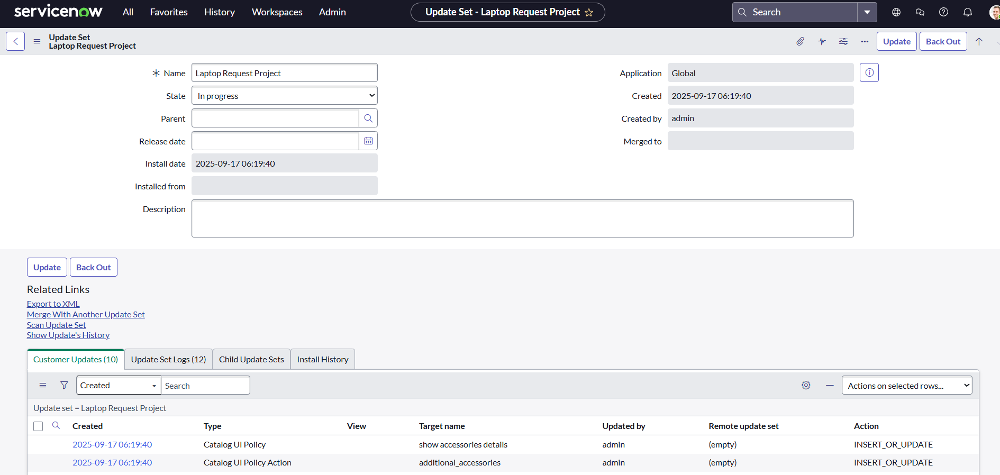 servicenow All Favorites History Workspaces Admin Update Set - Laptop Request Project Search
Update Set
Laptop Request Project
Update Back Out
Name Laptop Request Project
Application Global
State In progress
Created 2025-09-17 06:19:40
Parent
Created by admin
Release date
Merged to
Install date 2025-09-17 06:19:40
Installed from
Description
Update Back Out
Related Links
Export to XML
Merge With Another Update Set
Scan Update Set
Show Update's History
Customer Updates (10) Update Set Logs (12) Child Update Sets Install History
Created Search Actions on selected rows...
Update set = Laptop Request Project
Created Type View Target name Updated by Remote update set Action
2025-09-17 06:19:40 Catalog UI Policy show accessories details admin (empty) INSERT_OR_UPDATE
2025-09-17 06:19:40 Catalog UI Policy Action additional_accessories admin (empty) INSERT_OR_UPDATE